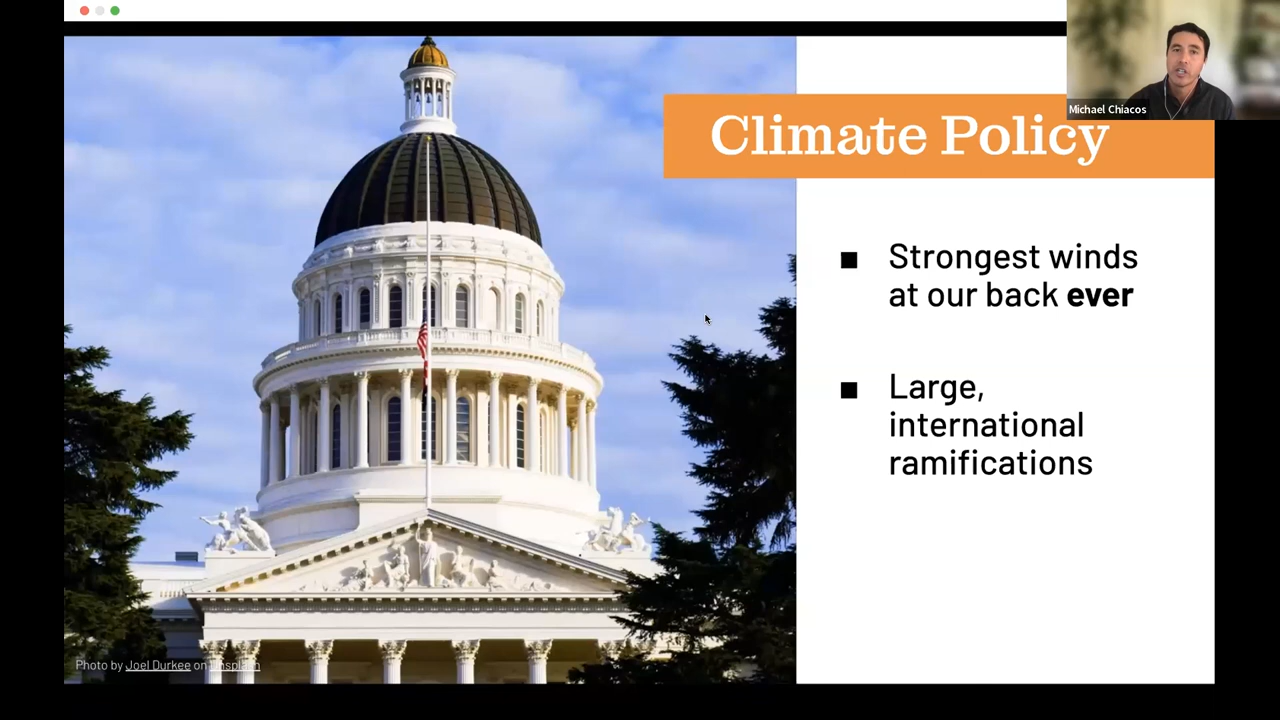 Michael Chiacos
Climate Policy
■ Strongest winds
at our back ever
■ Large,
international
ramifications
Photo by Joel Durkee on Unsplash